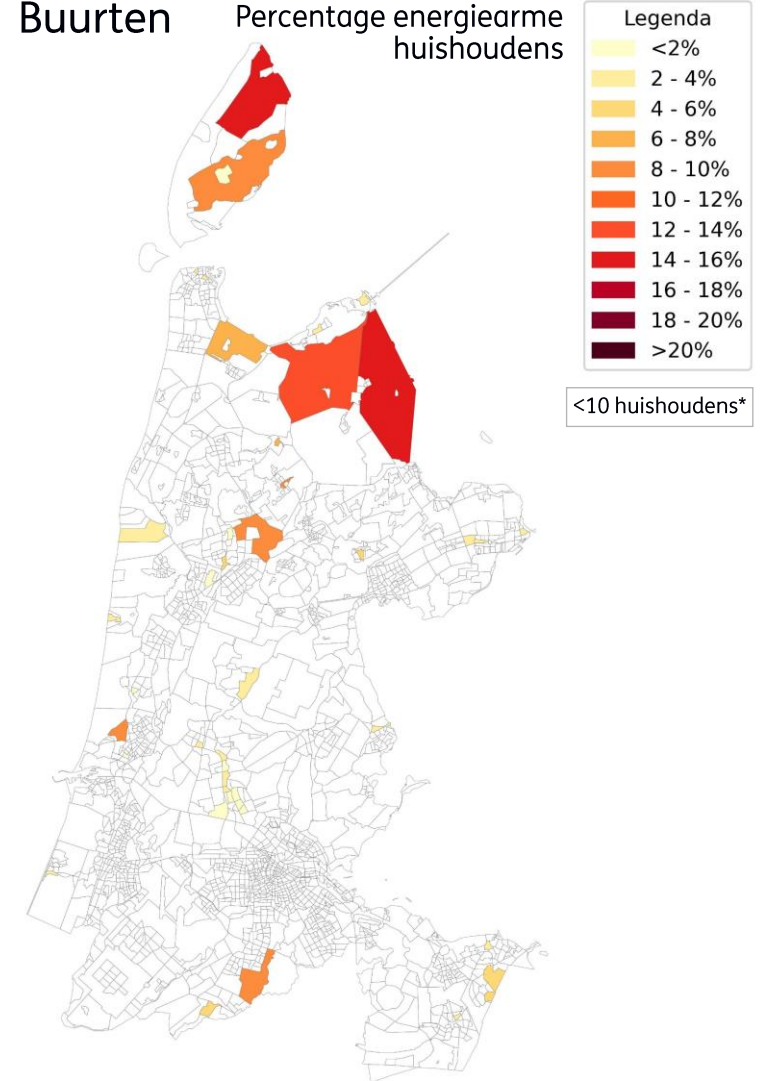 Buurten
Percentage energiearme
huishoudens
Legenda
<2%
2 - 4%
4 - 6%
6 - 8%
8 - 10%
10 - 12%
12 - 14%
14 - 16%
16 - 18%
18 - 20%
>20%
<10 huishoudens*